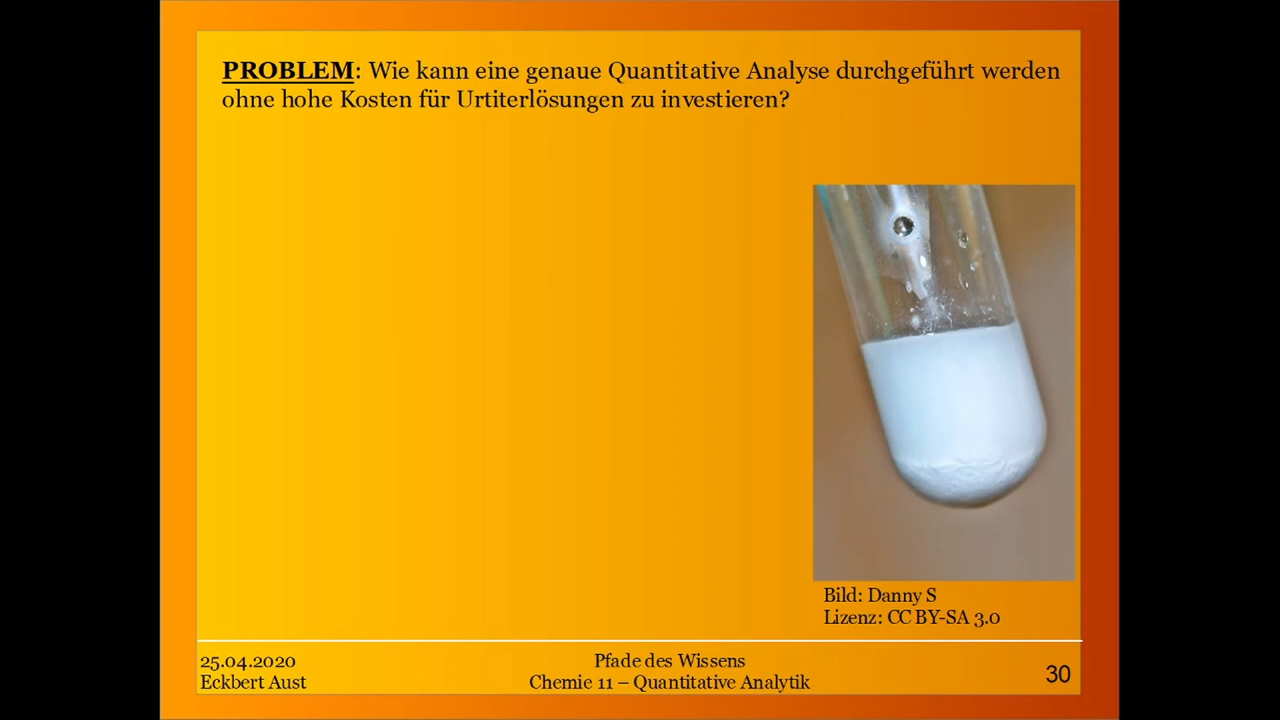 PROBLEM: Wie kann eine genaue Quantitative Analyse durchgeführt werden
ohne hohe Kosten für Urtiterlösungen zu investieren?
Bild: Danny S
Lizenz: CC BY-SA 3.0
25.04.2020
Eckbert Aust
Pfade des Wissens
Chemie 11 – Quantitative Analytik
30